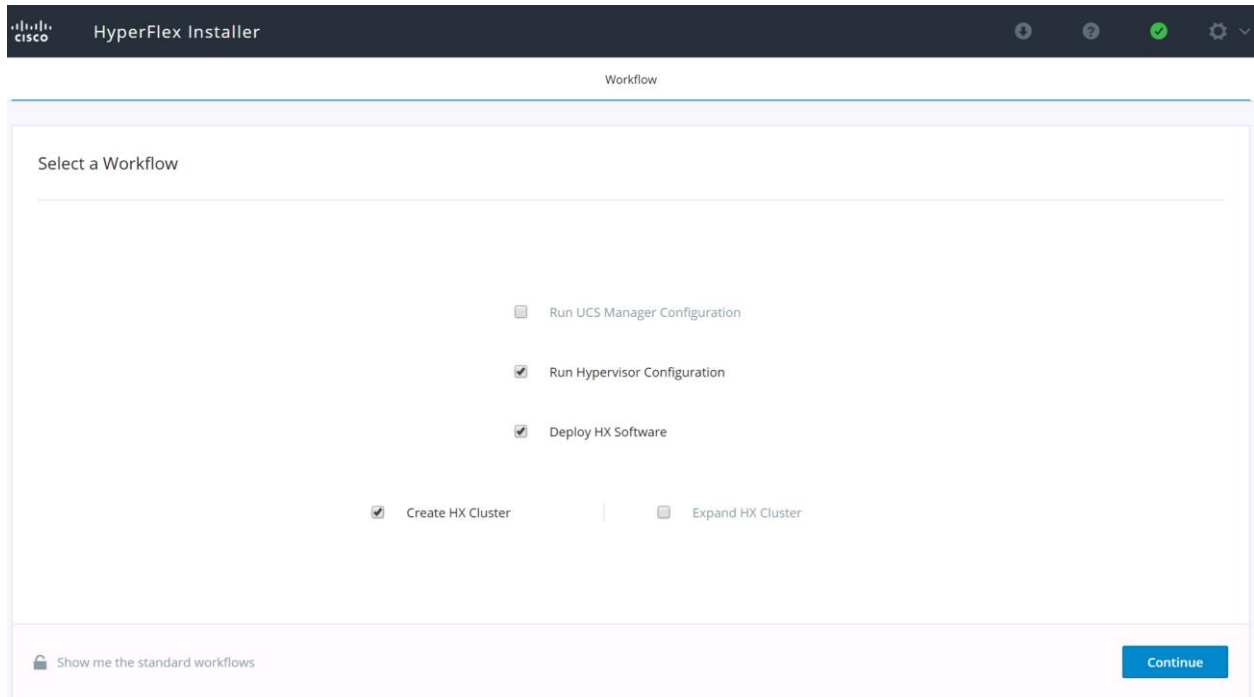 CISCO
HyperFlex Installer
Workflow
Select a Workflow
Run UCS Manager Configuration
Run Hypervisor Configuration
Deploy HX Software
Create HX Cluster
Expand HX Cluster
Show me the standard workflows
Continue